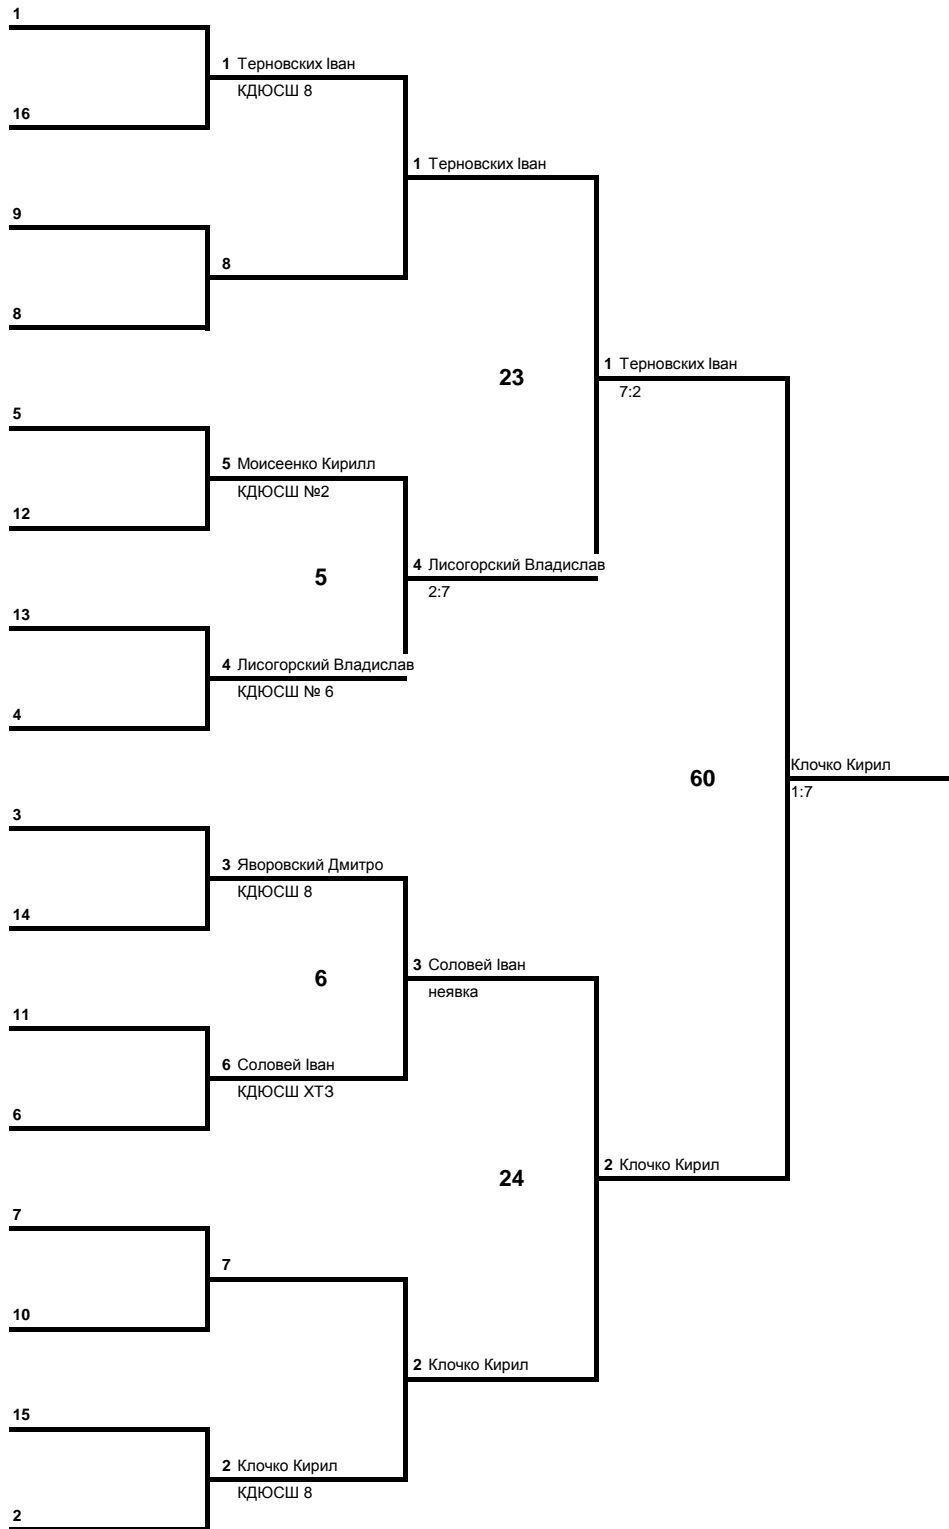 1
1 Терновских Іван
КДЮСШ 8
16
1 Терновских Іван
9
8
8
1 Терновских Іван
23
7:2
5
5 Моисеенко Кирилл
КДЮСШ №2
12
4 Лисогорский Владислав
5
2:7
13
4 Лисогорский Владислав
КДЮСШ № 6
4
Клочко Кирил
60
1:7
3
3 Яворовский Дмитро
КДЮСШ 8
14
3 Соловей Іван
6
неявка
11
6 Соловей Іван
КДЮСШ ХТЗ
6
2 Клочко Кирил
24
7
7
10
2 Клочко Кирил
15
2 Клочко Кирил
КДЮСШ 8
2